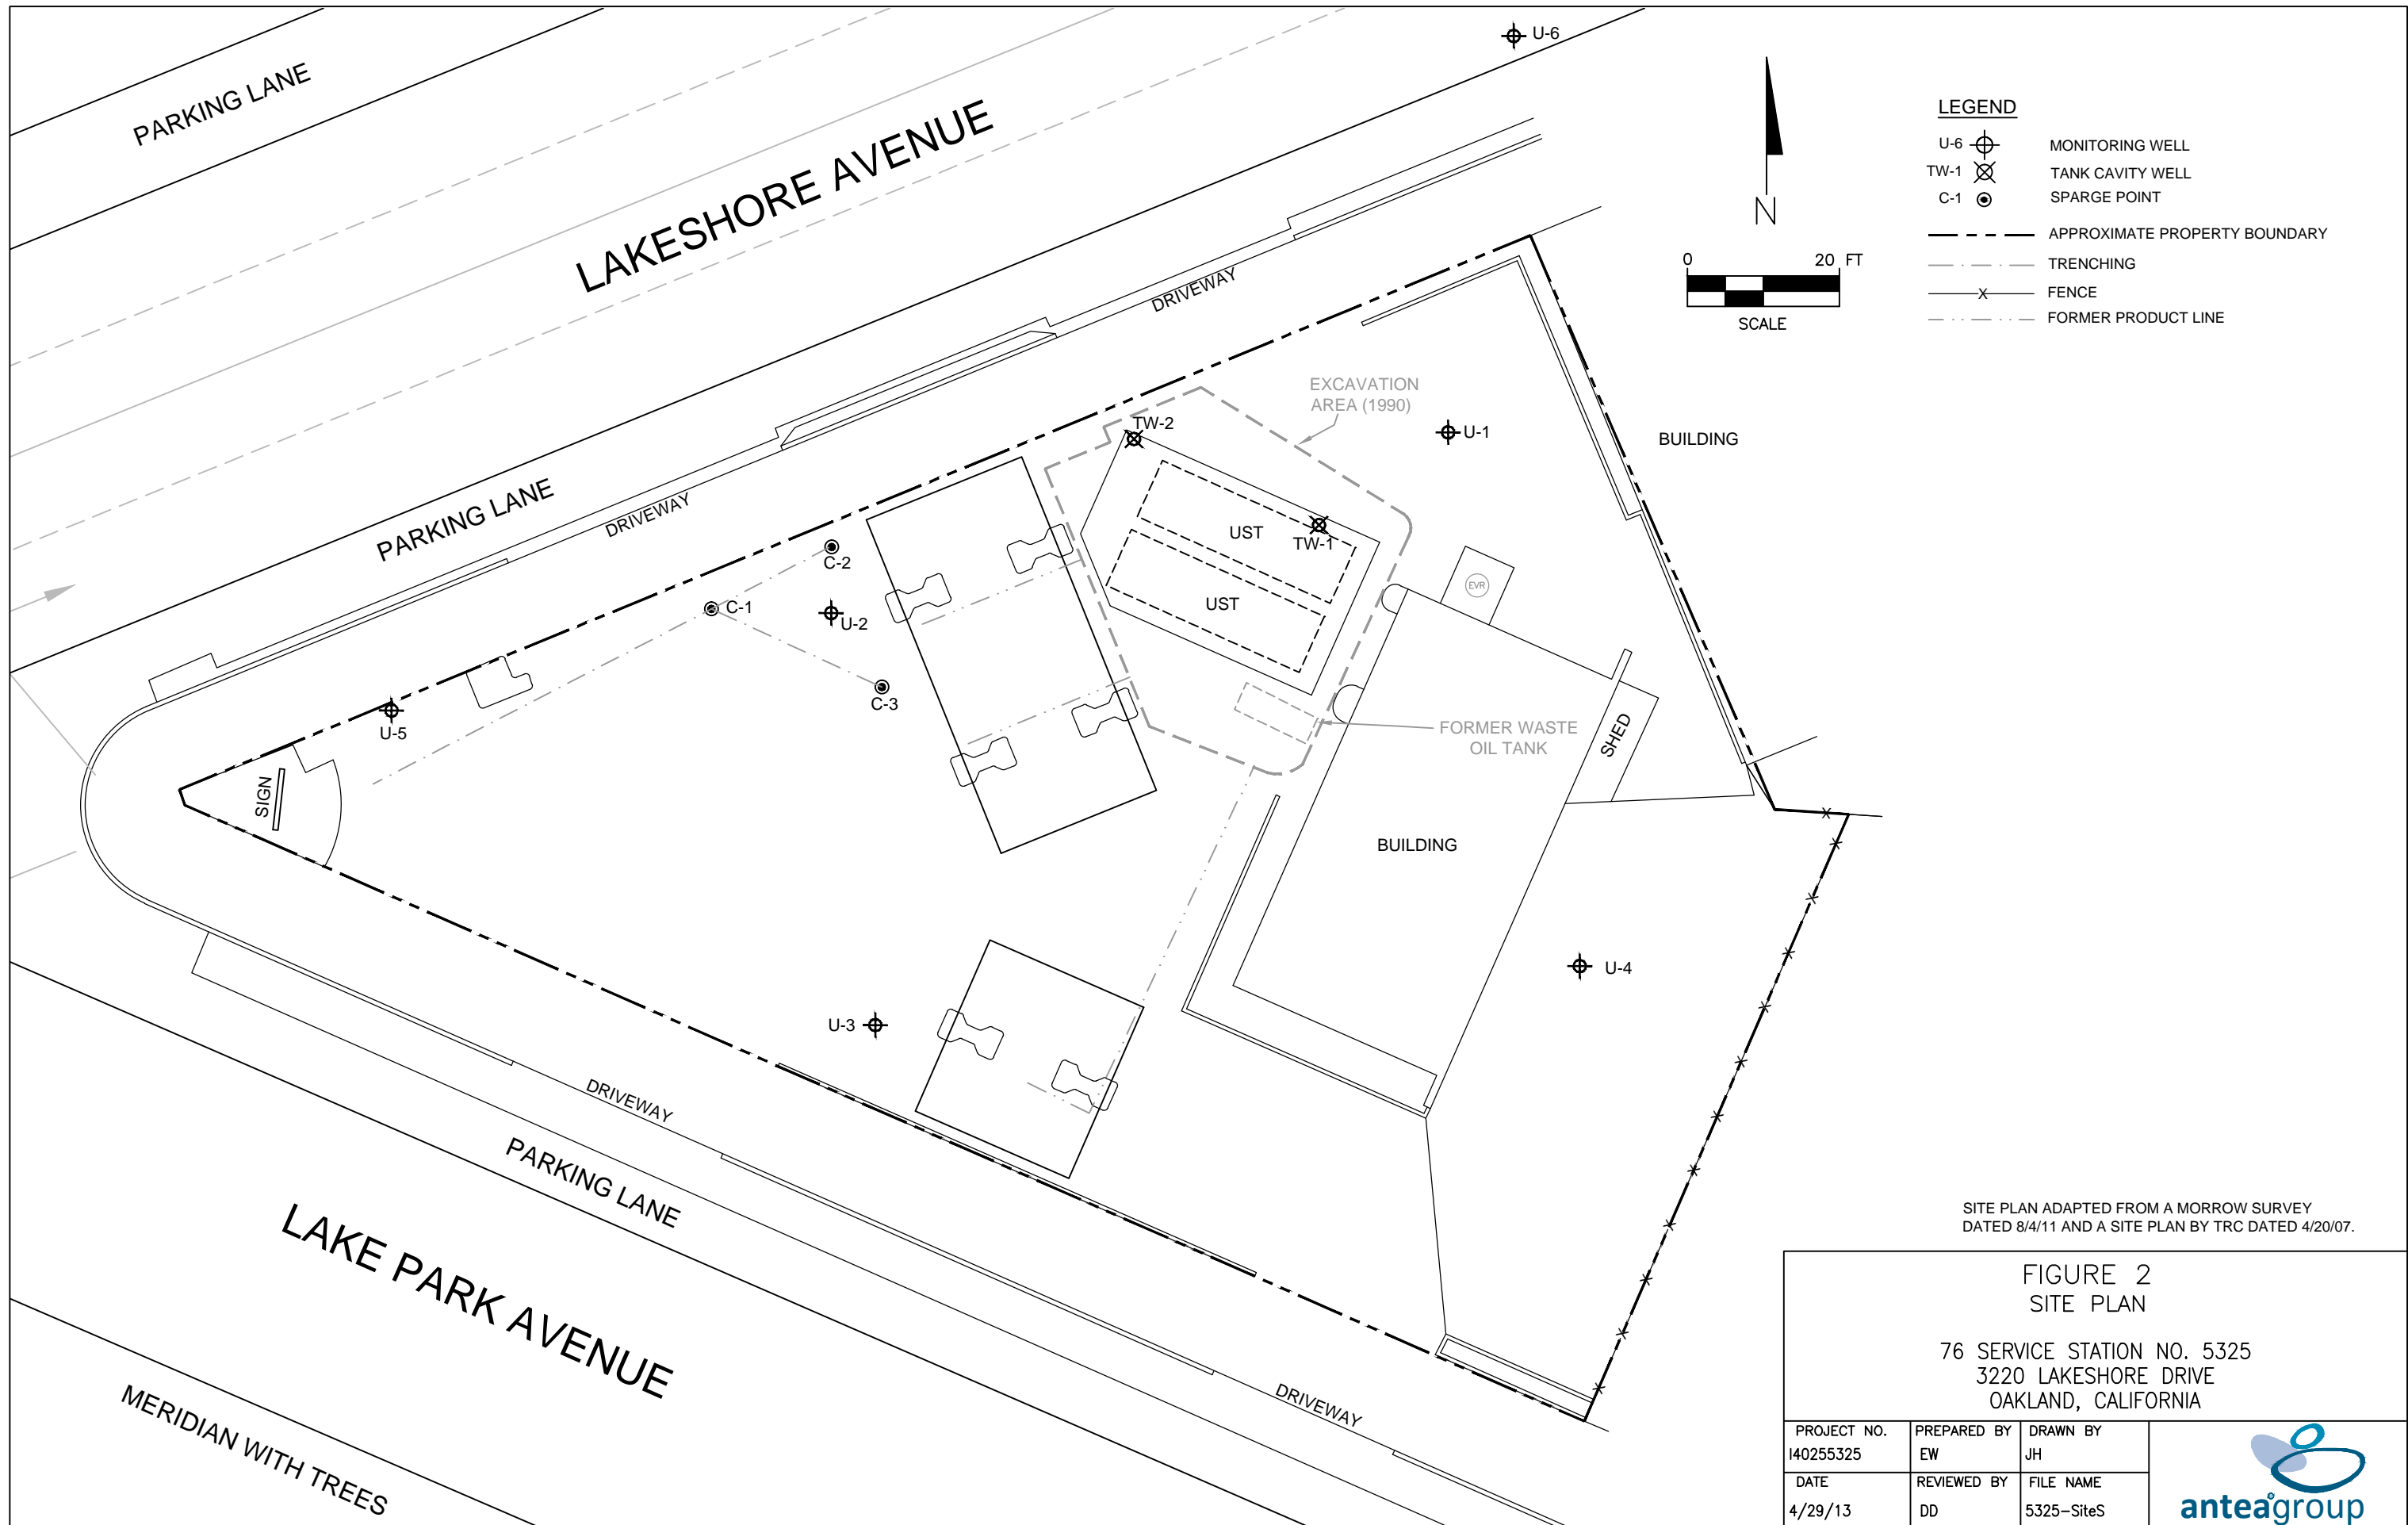 U-6
PARKING LANE
LAKESHORE AVENUE
N
0 20 FT
SCALE
LEGEND
U-6 MONITORING WELL
TW-1 TANK CAVITY WELL
C-1 SPARGE POINT
APPROXIMATE PROPERTY BOUNDARY
TRENCHING
X FENCE
FORMER PRODUCT LINE
DRIVEWAY
EXCAVATION
AREA (1990)
TW-2
U-1
BUILDING
PARKING LANE
DRIVEWAY
UST
TW-1
C-2
EVR
UST
C-1
U-2
C-3
U-5
FORMER WASTE
OIL TANK
SHED
SIGN
BUILDING
U-4
U-3
DRIVEWAY
PARKING LANE
LAKE PARK AVENUE
DRIVEWAY
MERIDIAN WITH TREES
SITE PLAN ADAPTED FROM A MORROW SURVEY
DATED 8/4/11 AND A SITE PLAN BY TRC DATED 4/20/07.
FIGURE 2
SITE PLAN
76 SERVICE STATION NO. 5325
3220 LAKESHORE DRIVE
OAKLAND, CALIFORNIA
PROJECT NO. PREPARED BY DRAWN BY
I40255325 EW JH
DATE REVIEWED BY FILE NAME
4/29/13 DD 5325-SiteS
anteagroup